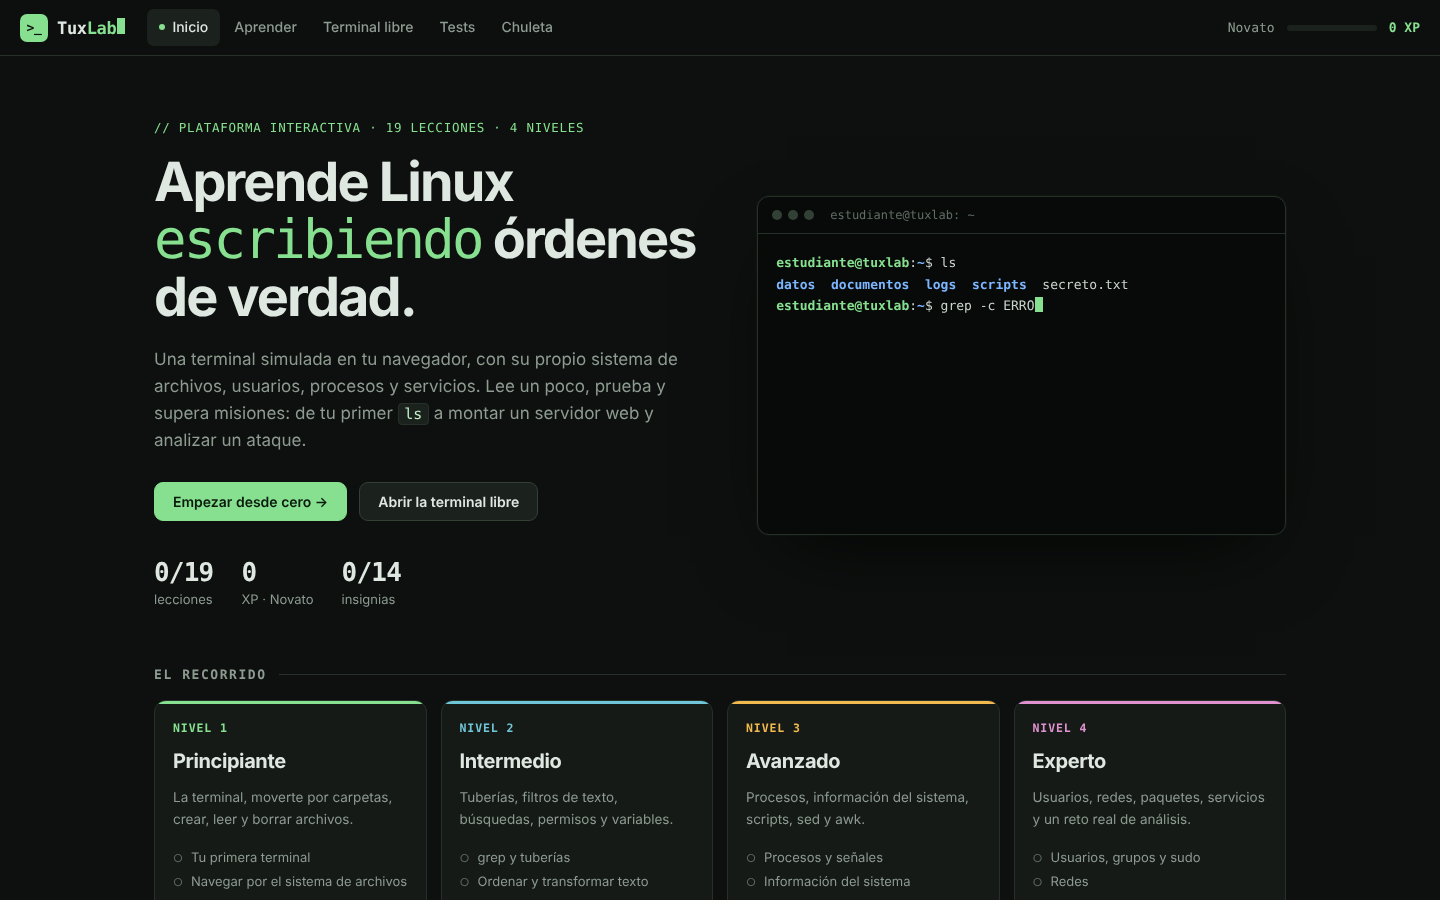 >_ TuxLab
Inicio
Aprender
Terminal libre
Tests
Chuleta
Novato
0 XP
// PLATAFORMA INTERACTIVA · 19 LECCIONES · 4 NIVELES
Aprende Linux
escribiendo órdenes
de verdad.
Una terminal simulada en tu navegador, con su propio sistema de
archivos, usuarios, procesos y servicios. Lee un poco, prueba y
supera misiones: de tu primer ls a montar un servidor web y
analizar un ataque.
Empezar desde cero →
Abrir la terminal libre
0/19
lecciones
0
XP · Novato
0/14
insignias
estudiante@tuxlab: ~
estudiante@tuxlab:~$ ls
datos documentos logs scripts secreto.txt
estudiante@tuxlab:~$ grep -c ERRO
EL RECORRIDO
NIVEL 1
Principiante
La terminal, moverte por carpetas,
crear, leer y borrar archivos.
○ Tu primera terminal
○ Navegar por el sistema de archivos
NIVEL 2
Intermedio
Tuberías, filtros de texto,
búsquedas, permisos y variables.
○ grep y tuberías
○ Ordenar y transformar texto
NIVEL 3
Avanzado
Procesos, información del sistema,
scripts, sed y awk.
○ Procesos y señales
○ Información del sistema
NIVEL 4
Experto
Usuarios, redes, paquetes, servicios
y un reto real de análisis.
○ Usuarios, grupos y sudo
○ Redes